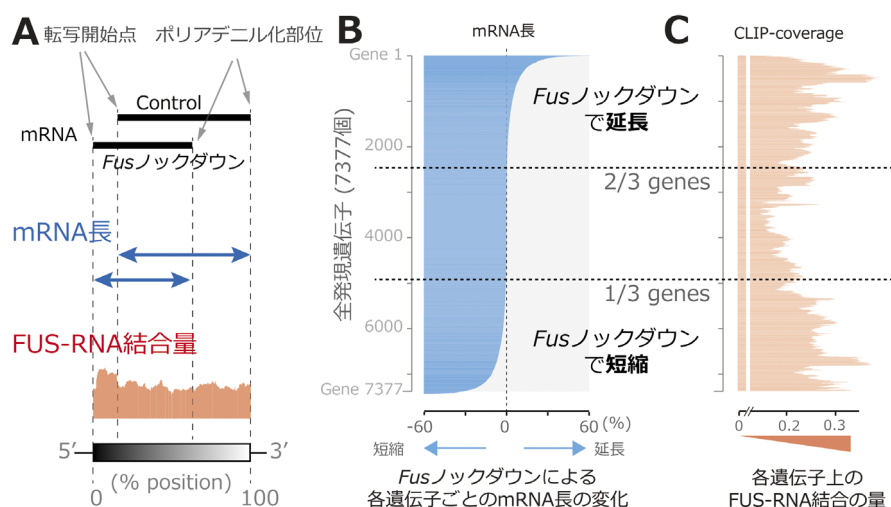 A
転写開始点
ポリアデニル化部位
Control
mRNA
Fusノックダウン
mRNA長
FUS-RNA結合量
5′
3′
(% position)
0
100
B
mRNA長
Gene 1
2000
4000
6000
Gene 7377
全発現遺伝子 (7377個)
Fusノックダウン
で延長
2/3 genes
1/3 genes
Fusノックダウン
で短縮
-60
0
60
(%)
短縮
延長
Fusノックダウンによる
各遺伝子ごとのmRNA長の変化
C
CLIP-coverage
0
0.2
0.3
各遺伝子上の
FUS-RNA結合の量